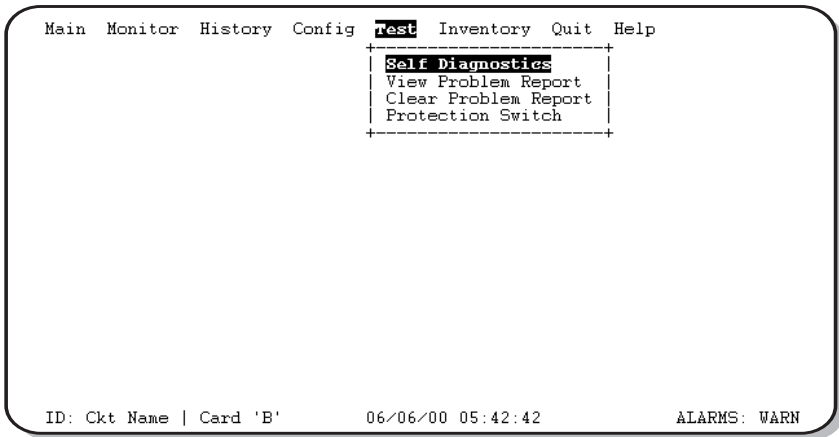 Main Monitor History Config Test Inventory Quit Help
Self Diagnostics
View Problem Report
Clear Problem Report
Protection Switch
ID: Ckt Name | Card 'B' 06/06/00 05:42:42 ALARMS: WARN